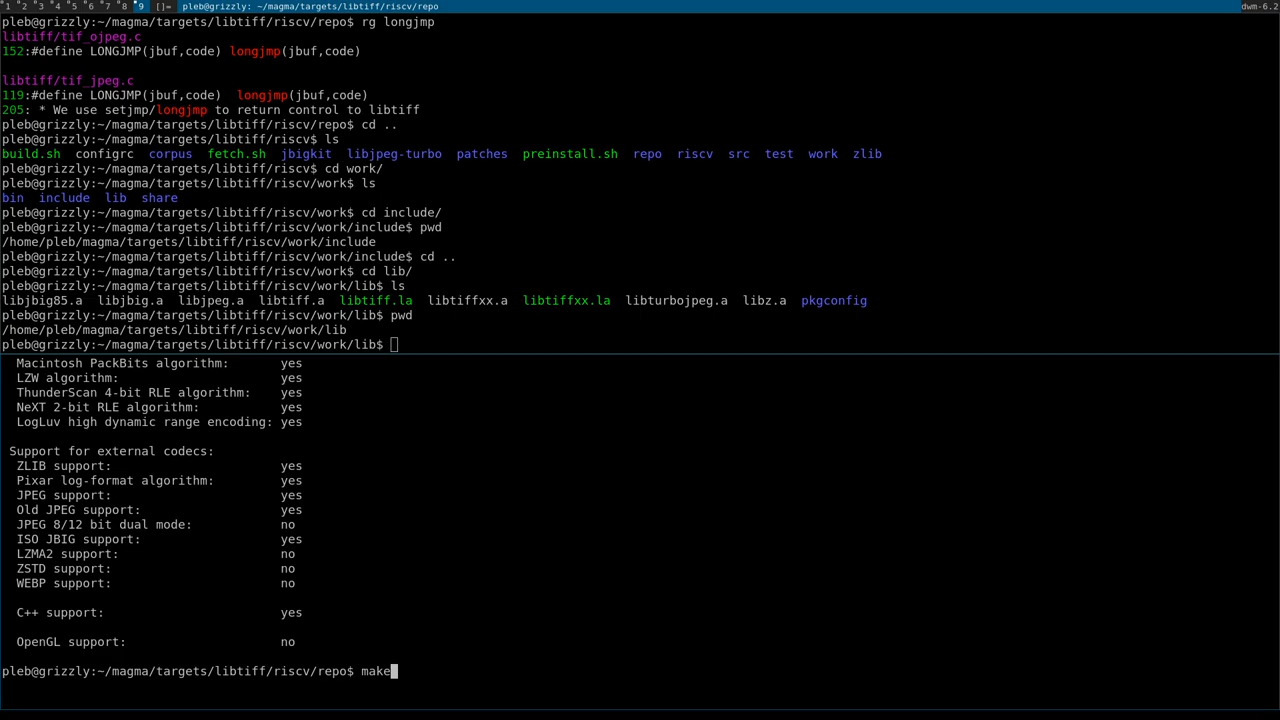 1 2 3 4 5 6 7 8 9 []= pleb@grizzly: ~/magma/targets/libtiff/riscv/repo dwm-6.2
pleb@grizzly:~/magma/targets/libtiff/riscv/repo$ rg longjmp
libtiff/tif_ojpeg.c
152:#define LONGJMP(jbuf,code) longjmp(jbuf,code)
libtiff/tif_jpeg.c
119:#define LONGJMP(jbuf,code)  longjmp(jbuf,code)
205: * We use setjmp/longjmp to return control to libtiff
pleb@grizzly:~/magma/targets/libtiff/riscv/repo$ cd ..
pleb@grizzly:~/magma/targets/libtiff/riscv$ ls
build.sh  configrc  corpus  fetch.sh  jbigkit  libjpeg-turbo  patches  preinstall.sh  repo  riscv  src  test  work  zlib
pleb@grizzly:~/magma/targets/libtiff/riscv$ cd work/
pleb@grizzly:~/magma/targets/libtiff/riscv/work$ ls
bin  include  lib  share
pleb@grizzly:~/magma/targets/libtiff/riscv/work$ cd include/
pleb@grizzly:~/magma/targets/libtiff/riscv/work/include$ pwd
/home/pleb/magma/targets/libtiff/riscv/work/include
pleb@grizzly:~/magma/targets/libtiff/riscv/work/include$ cd ..
pleb@grizzly:~/magma/targets/libtiff/riscv/work$ cd lib/
pleb@grizzly:~/magma/targets/libtiff/riscv/work/lib$ ls
libjbig85.a  libjbig.a  libjpeg.a  libtiff.a  libtiff.la  libtiffxx.a  libtiffxx.la  libturbojpeg.a  libz.a  pkgconfig
pleb@grizzly:~/magma/targets/libtiff/riscv/work/lib$ pwd
/home/pleb/magma/targets/libtiff/riscv/work/lib
pleb@grizzly:~/magma/targets/libtiff/riscv/work/lib$
Macintosh PackBits algorithm: yes
LZW algorithm: yes
ThunderScan 4-bit RLE algorithm: yes
NeXT 2-bit RLE algorithm: yes
LogLuv high dynamic range encoding: yes
Support for external codecs:
ZLIB support: yes
Pixar log-format algorithm: yes
JPEG support: yes
Old JPEG support: yes
JPEG 8/12 bit dual mode: no
ISO JBIG support: yes
LZMA2 support: no
ZSTD support: no
WEBP support: no
C++ support: yes
OpenGL support: no
pleb@grizzly:~/magma/targets/libtiff/riscv/repo$ make